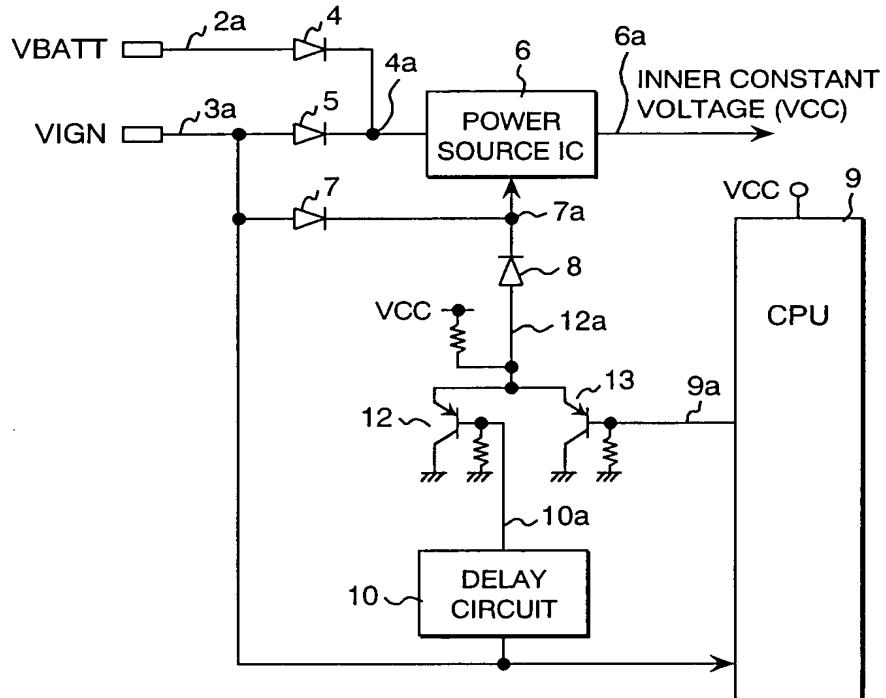 VBATT
2a
4
VIGN
3a
5
4a
6
POWER
SOURCE IC
6a
INNER CONSTANT
VOLTAGE (VCC)
7
7a
8
VCC
9
CPU
VCC
12a
12
13
9a
10a
10
DELAY
CIRCUIT